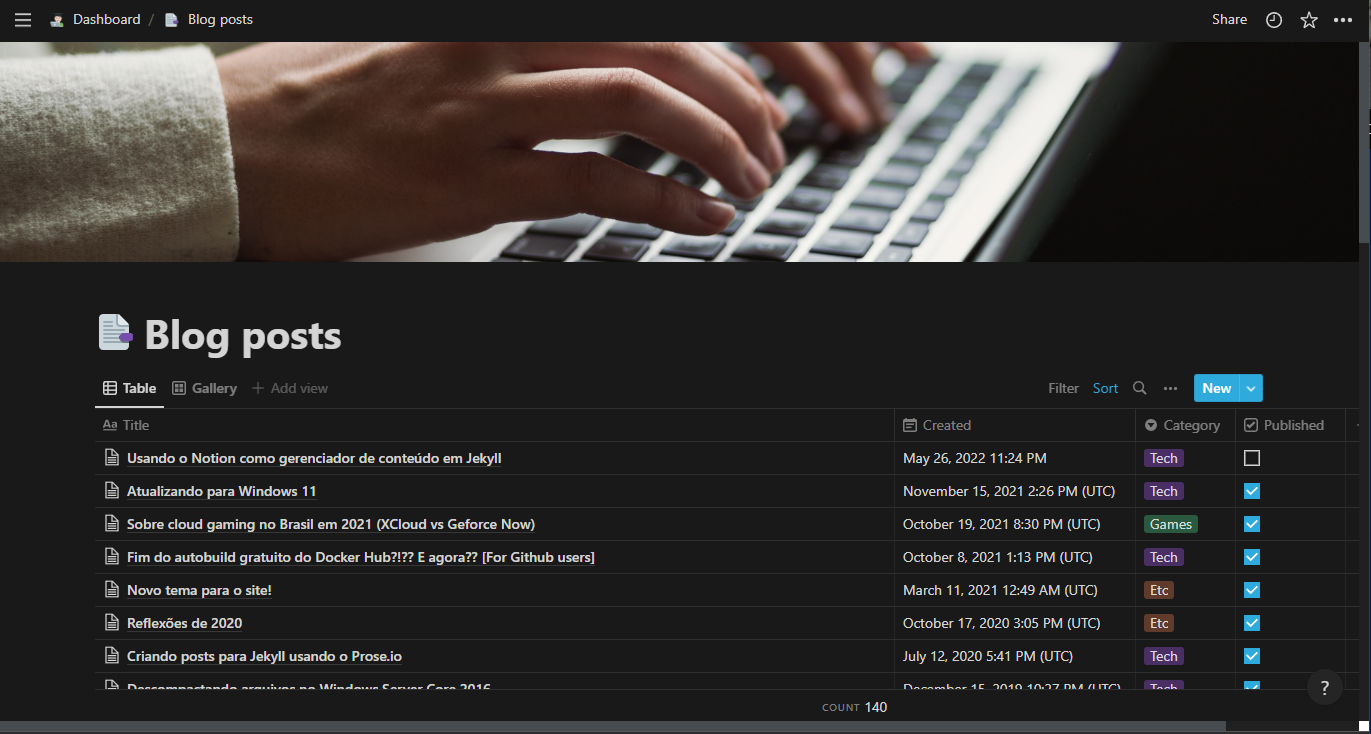 Dashboard / Blog posts Share
Blog posts
Table Gallery + Add view Filter Sort New
Aa Title Created Category Published
Usando o Notion como gerenciador de conteúdo em Jekyll May 26, 2022 11:24 PM Tech
Atualizando para Windows 11 November 15, 2021 2:26 PM (UTC) Tech
Sobre cloud gaming no Brasil em 2021 (XCloud vs Geforce Now) October 19, 2021 8:30 PM (UTC) Games
Fim do autobuild gratuito do Docker Hub?!?? E agora?? [For Github users] October 8, 2021 1:13 PM (UTC) Tech
Novo tema para o site! March 11, 2021 12:49 AM (UTC) Etc
Reflexões de 2020 October 17, 2020 3:05 PM (UTC) Etc
Criando posts para Jekyll usando o Prose.io July 12, 2020 5:41 PM (UTC) Tech
Descompactando arquivos no Windows Server Core 2016 December 15, 2019 10:27 PM (UTC) Tech
COUNT 140
?